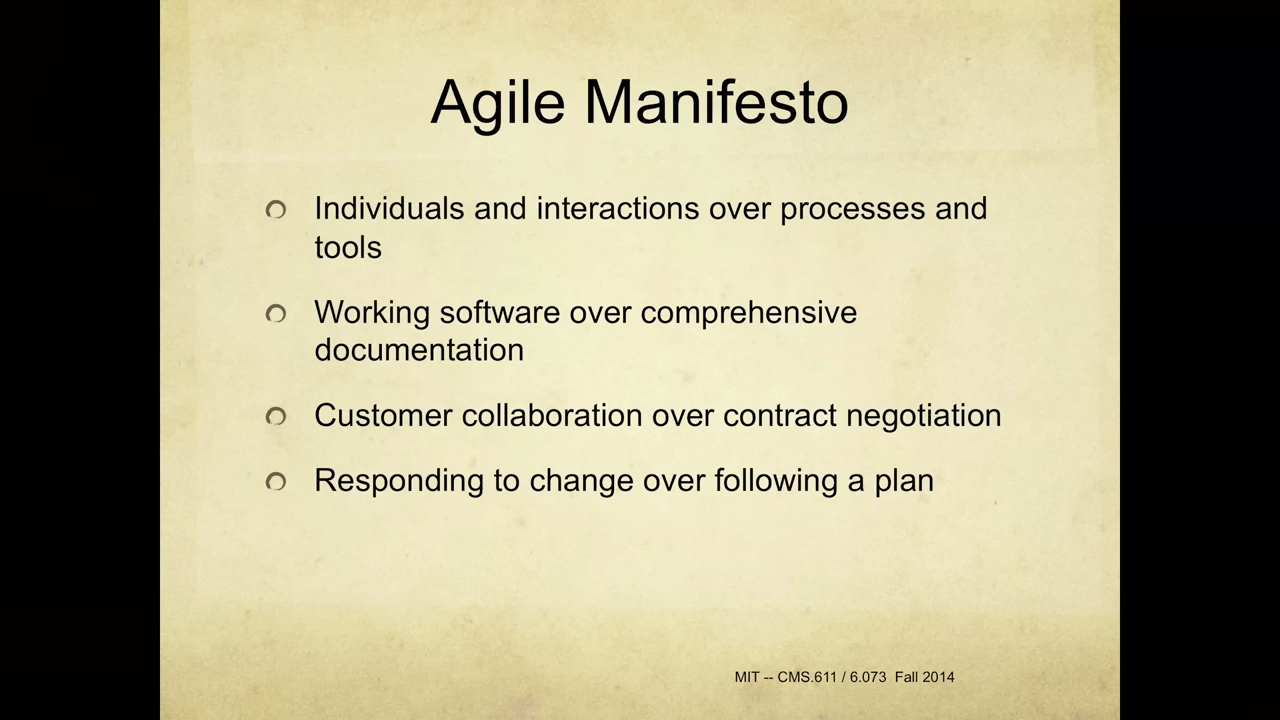 Agile Manifesto
Individuals and interactions over processes and
tools
Working software over comprehensive
documentation
Customer collaboration over contract negotiation
Responding to change over following a plan
MIT -- CMS.611 / 6.073 Fall 2014